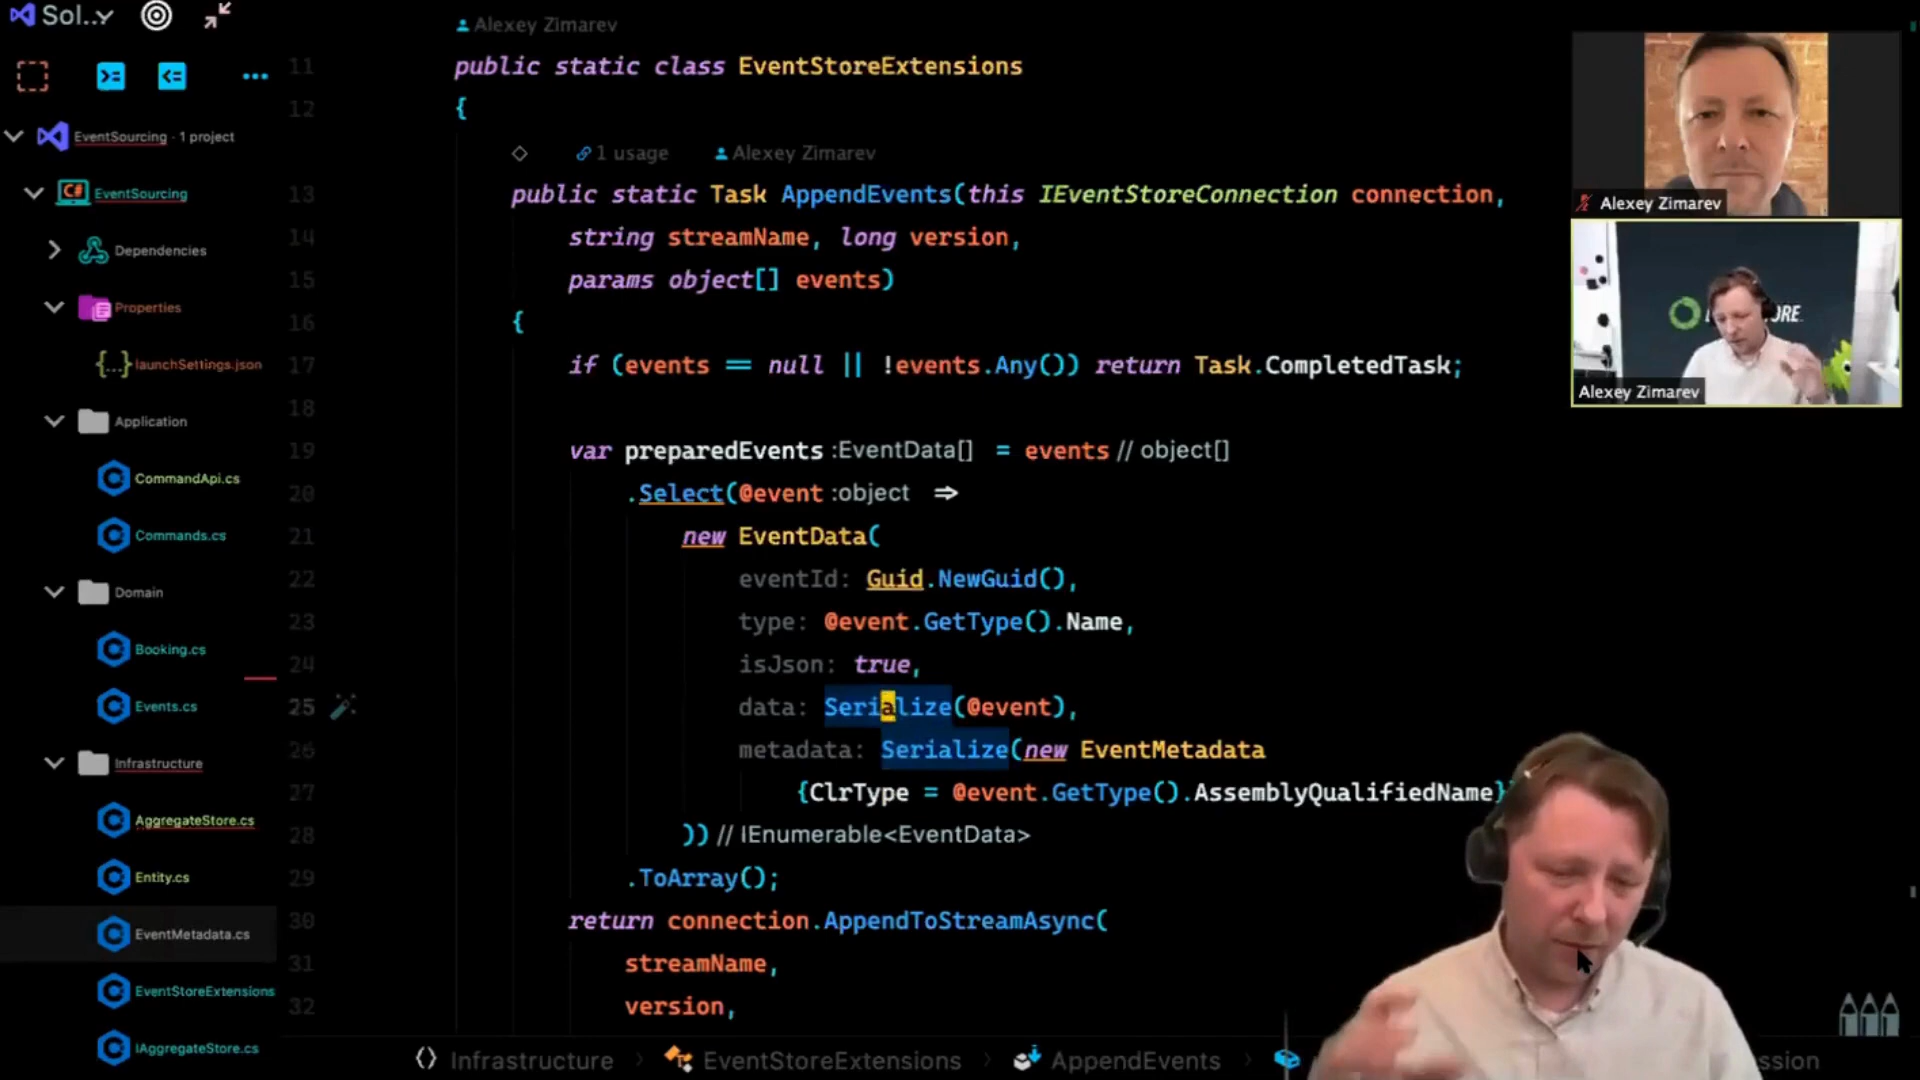 Sol..
EventSourcing · 1 project
EventSourcing
Dependencies
Properties
launchSettings.json
Application
CommandApi.cs
Commands.cs
Domain
Booking.cs
Events.cs
Infrastructure
AggregateStore.cs
Entity.cs
EventMetadata.cs
EventStoreExtensions
IAggregateStore.cs
Alexey Zimarev
11 public static class EventStoreExtensions
12 {
1 usage Alexey Zimarev
13 public static Task AppendEvents(this IEventStoreConnection connection,
14 string streamName, long version,
15 params object[] events)
16 {
17 if (events == null || !events.Any()) return Task.CompletedTask;
18
19 var preparedEvents :EventData[] = events // object[]
20 .Select(@event :object =>
21 new EventData(
22 eventId: Guid.NewGuid(),
23 type: @event.GetType().Name,
24 isJson: true,
25 data: Serialize(@event),
26 metadata: Serialize(new EventMetadata
27 {ClrType = @event.GetType().AssemblyQualifiedName}
28 )) // IEnumerable<EventData>
29 .ToArray();
30 return connection.AppendToStreamAsync(
31 streamName,
32 version,
Infrastructure > EventStoreExtensions > AppendEvents >
ssion
Alexey Zimarev
ORE
Alexey Zimarev